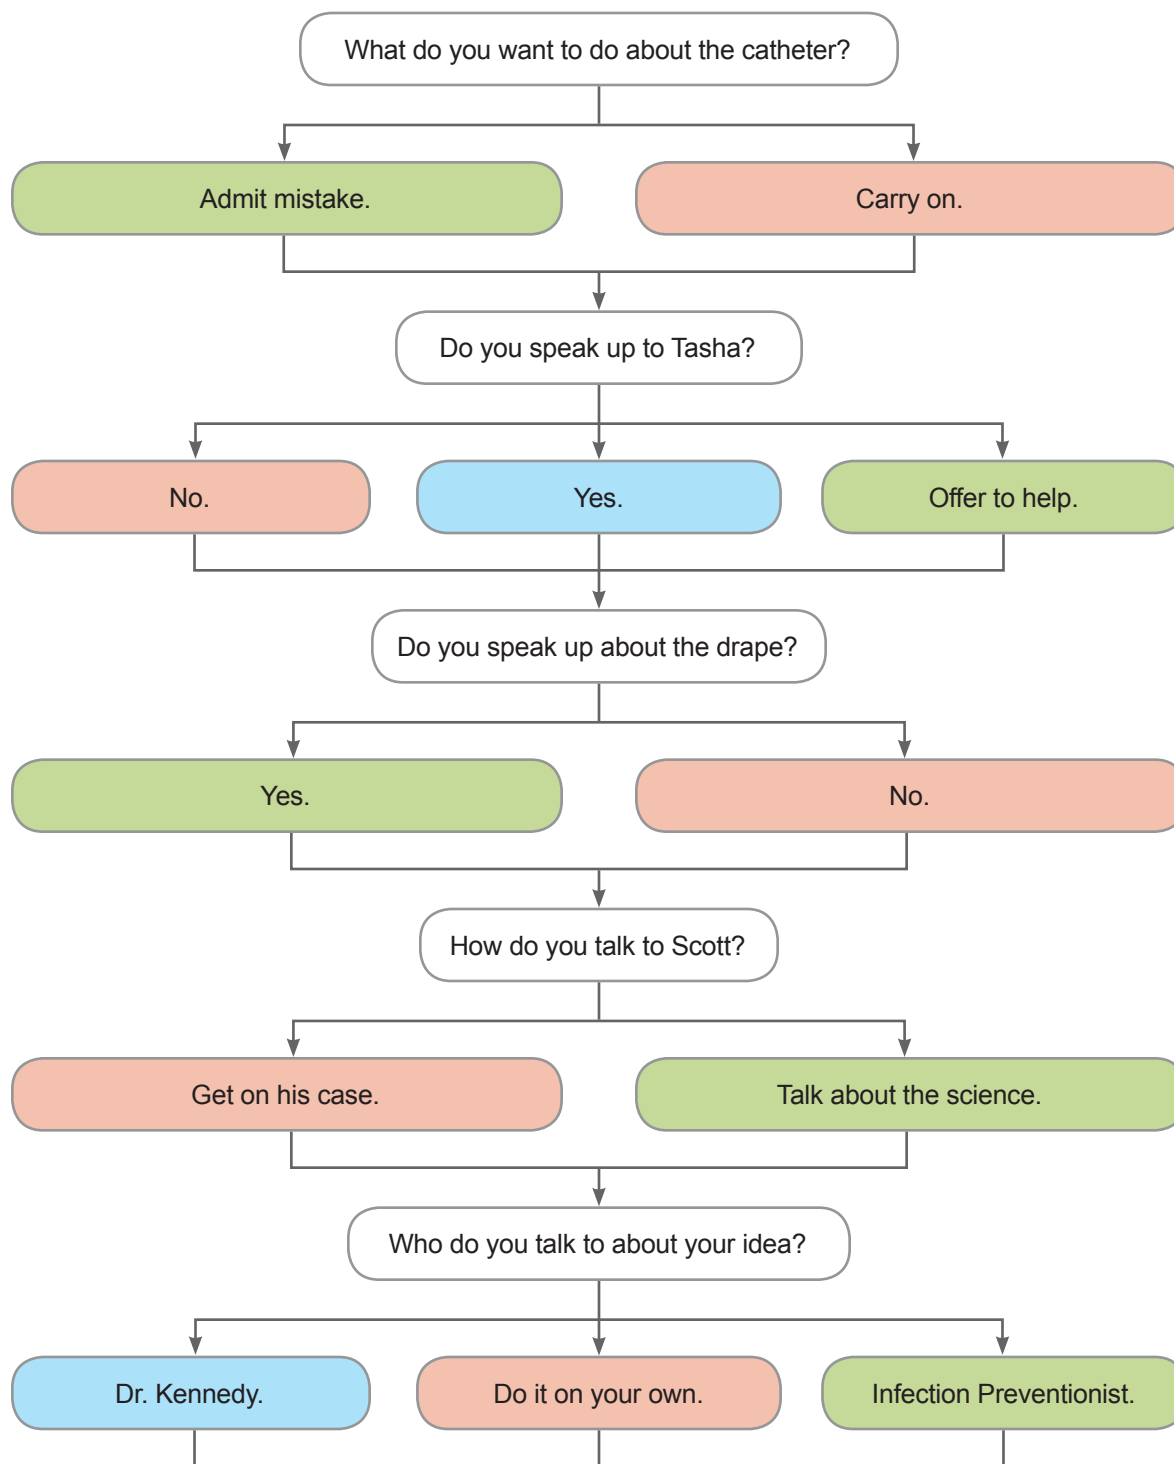 What do you want to do about the catheter?
Admit mistake.
Carry on.
Do you speak up to Tasha?
No.
Yes.
Offer to help.
Do you speak up about the drape?
Yes.
No.
How do you talk to Scott?
Get on his case.
Talk about the science.
Who do you talk to about your idea?
Dr. Kennedy.
Do it on your own.
Infection Preventionist.